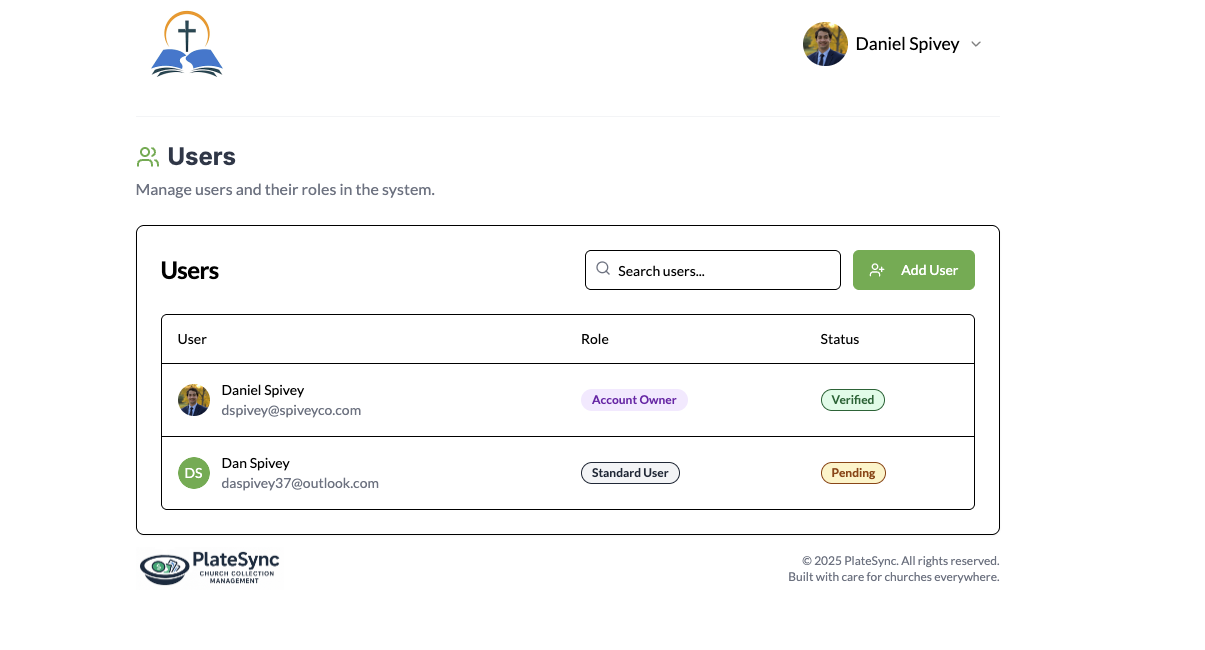 Daniel Spivey
Users
Manage users and their roles in the system.
Users
Search users...
Add User
User Role Status
Daniel Spivey
dspivey@spiveyco.com
Account Owner
Verified
DS
Dan Spivey
daspivey37@outlook.com
Standard User
Pending
PlateSync
CHURCH COLLECTION
MANAGEMENT
© 2025 PlateSync. All rights reserved.
Built with care for churches everywhere.